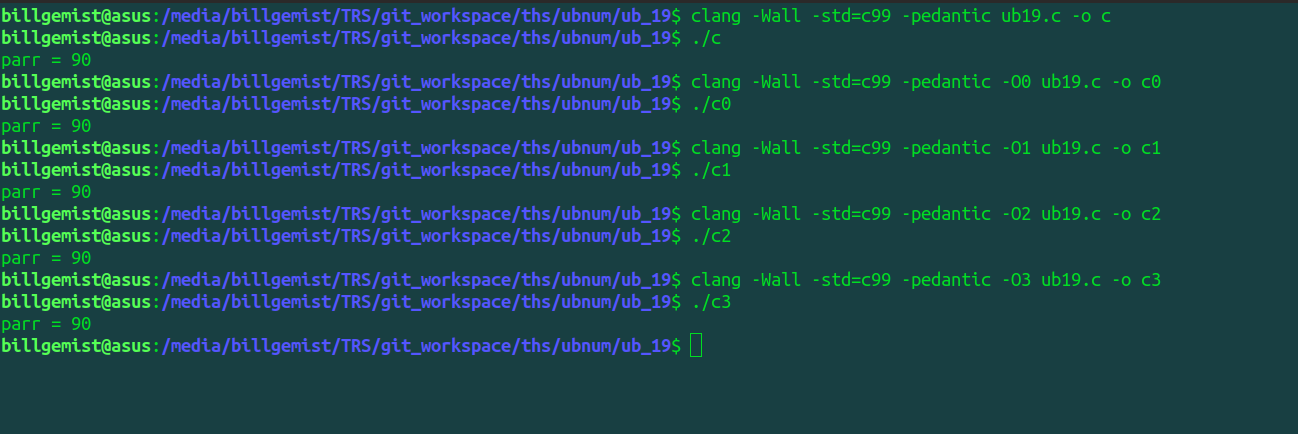 billgemist@asus:/media/billgemist/TRS/git_workspace/ths/ubnum/ub_19$ clang -Wall -std=c99 -pedantic ub19.c -o c
billgemist@asus:/media/billgemist/TRS/git_workspace/ths/ubnum/ub_19$ ./c
parr = 90
billgemist@asus:/media/billgemist/TRS/git_workspace/ths/ubnum/ub_19$ clang -Wall -std=c99 -pedantic -O0 ub19.c -o c0
billgemist@asus:/media/billgemist/TRS/git_workspace/ths/ubnum/ub_19$ ./c0
parr = 90
billgemist@asus:/media/billgemist/TRS/git_workspace/ths/ubnum/ub_19$ clang -Wall -std=c99 -pedantic -O1 ub19.c -o c1
billgemist@asus:/media/billgemist/TRS/git_workspace/ths/ubnum/ub_19$ ./c1
parr = 90
billgemist@asus:/media/billgemist/TRS/git_workspace/ths/ubnum/ub_19$ clang -Wall -std=c99 -pedantic -O2 ub19.c -o c2
billgemist@asus:/media/billgemist/TRS/git_workspace/ths/ubnum/ub_19$ ./c2
parr = 90
billgemist@asus:/media/billgemist/TRS/git_workspace/ths/ubnum/ub_19$ clang -Wall -std=c99 -pedantic -O3 ub19.c -o c3
billgemist@asus:/media/billgemist/TRS/git_workspace/ths/ubnum/ub_19$ ./c3
parr = 90
billgemist@asus:/media/billgemist/TRS/git_workspace/ths/ubnum/ub_19$